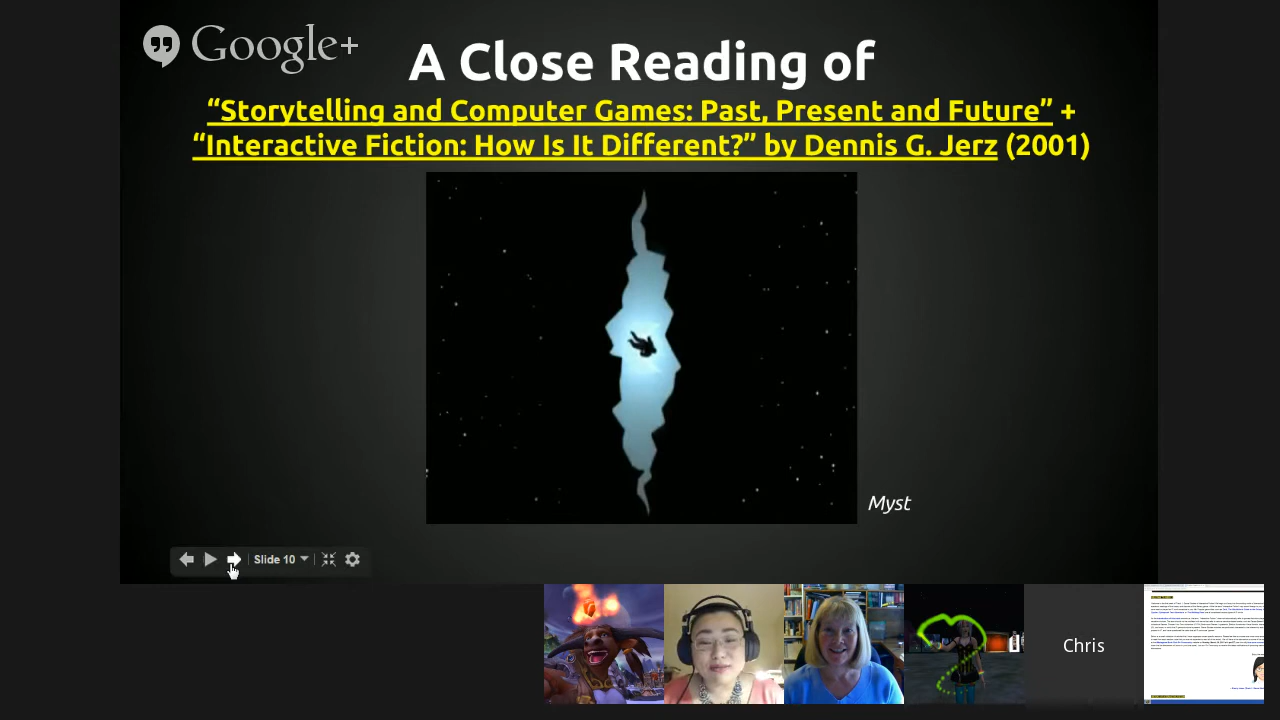 Google+
A Close Reading of
“Storytelling and Computer Games: Past, Present and Future” +
“Interactive Fiction: How Is It Different?” by Dennis G. Jerz (2001)
Myst
Slide 10
Chris